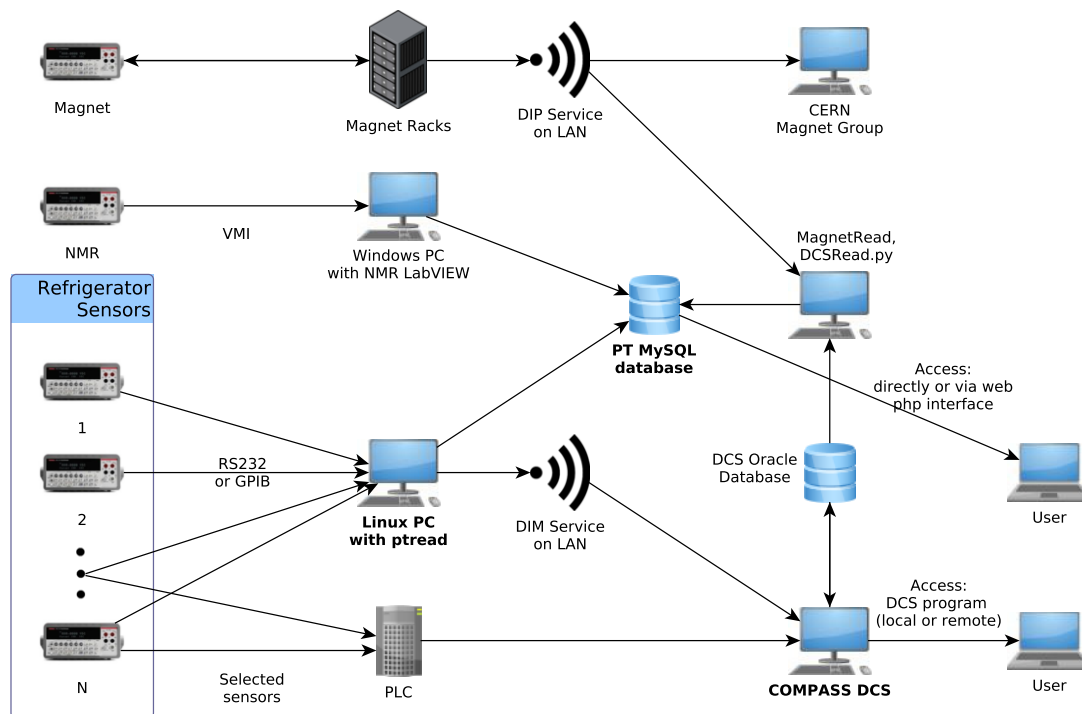 Magnet
Magnet Racks
DIP Service
on LAN
CERN
Magnet Group
NMR
VMI
Windows PC
with NMR LabVIEW
MagnetRead,
DCSRead.py
Refrigerator
Sensors
PT MySQL
database
Access:
directly or via web
php interface
1
RS232
or GPIB
2
Linux PC
with ptread
DIM Service
on LAN
DCS Oracle
Database
User
Access:
DCS program
(local or remote)
N
Selected
sensors
PLC
COMPASS DCS
User